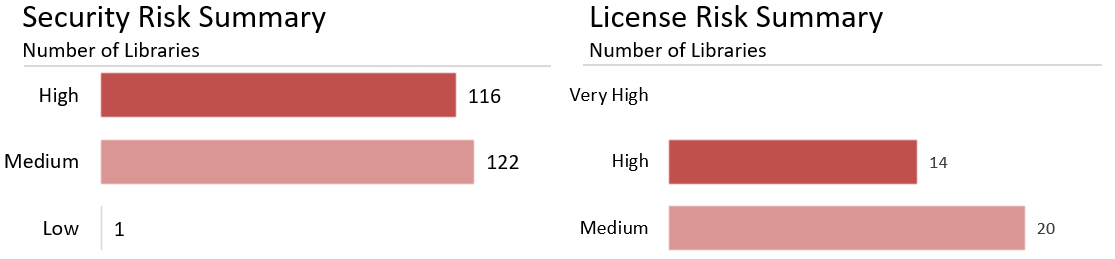 Security Risk Summary
Number of Libraries
High 116
Medium 122
Low 1
License Risk Summary
Number of Libraries
Very High
High 14
Medium 20